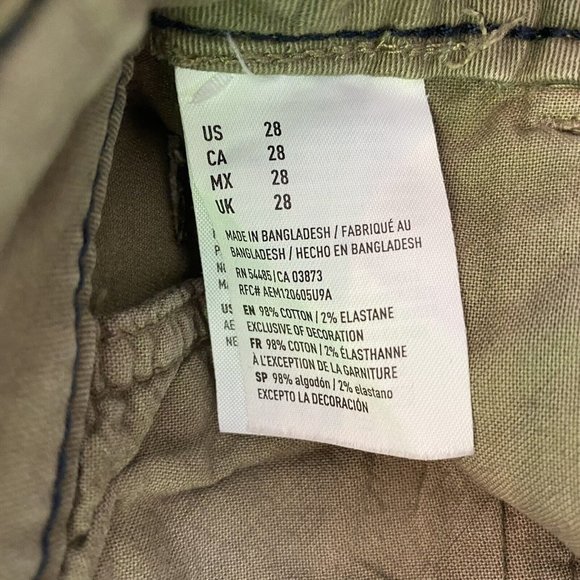 US 28
CA 28
MX 28
UK 28
MADE IN BANGLADESH / FABRIQUÉ AU
BANGLADESH / HECHO EN BANGLADESH
RN 54485 / CA 03873
RFC# AEM120605U9A
EN 98% COTTON / 2% ELASTANE
EXCLUSIVE OF DECORATION
FR 98% COTON / 2% ÉLASTHANNE
À L'EXCEPTION DE LA GARNITURE
SP 98% algodón / 2% elastano
EXCEPTO LA DECORACIÓN